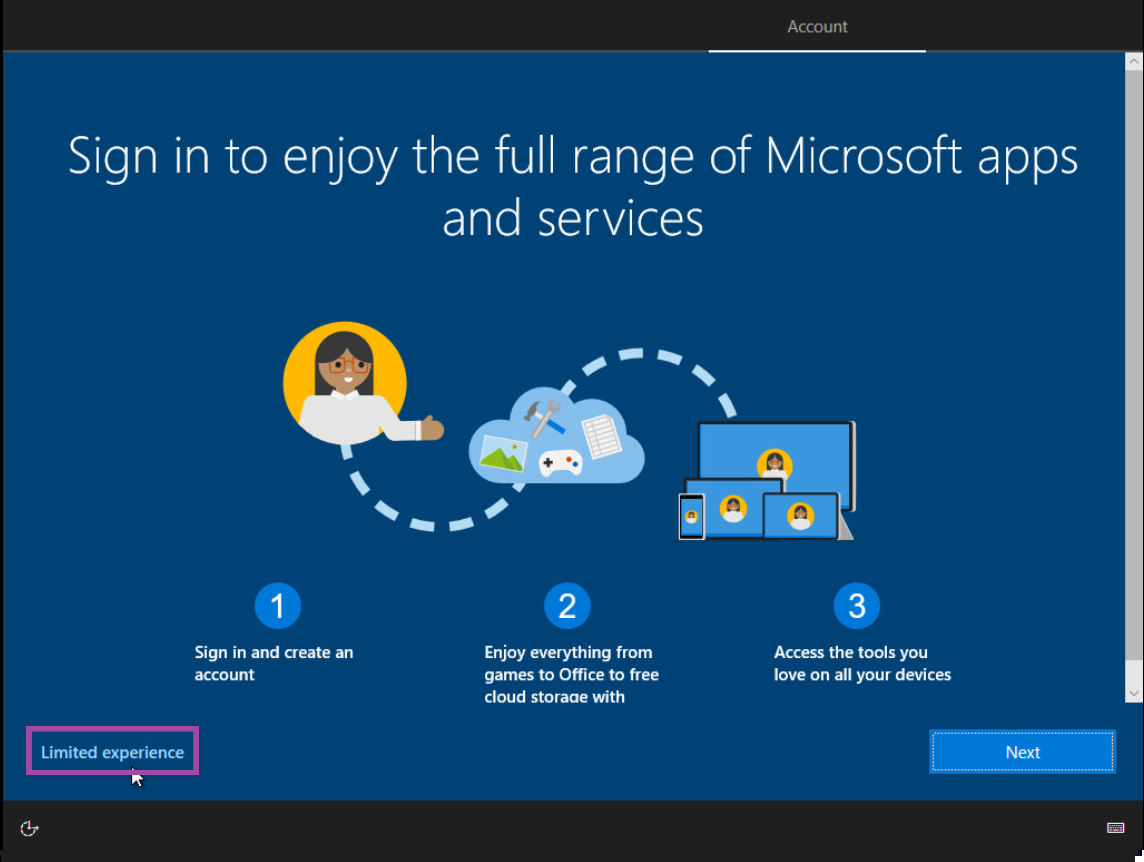 Account
Sign in to enjoy the full range of Microsoft apps
and services
1
Sign in and create an
account
2
Enjoy everything from
games to Office to free
cloud storage with
3
Access the tools you
love on all your devices
Limited experience
Next